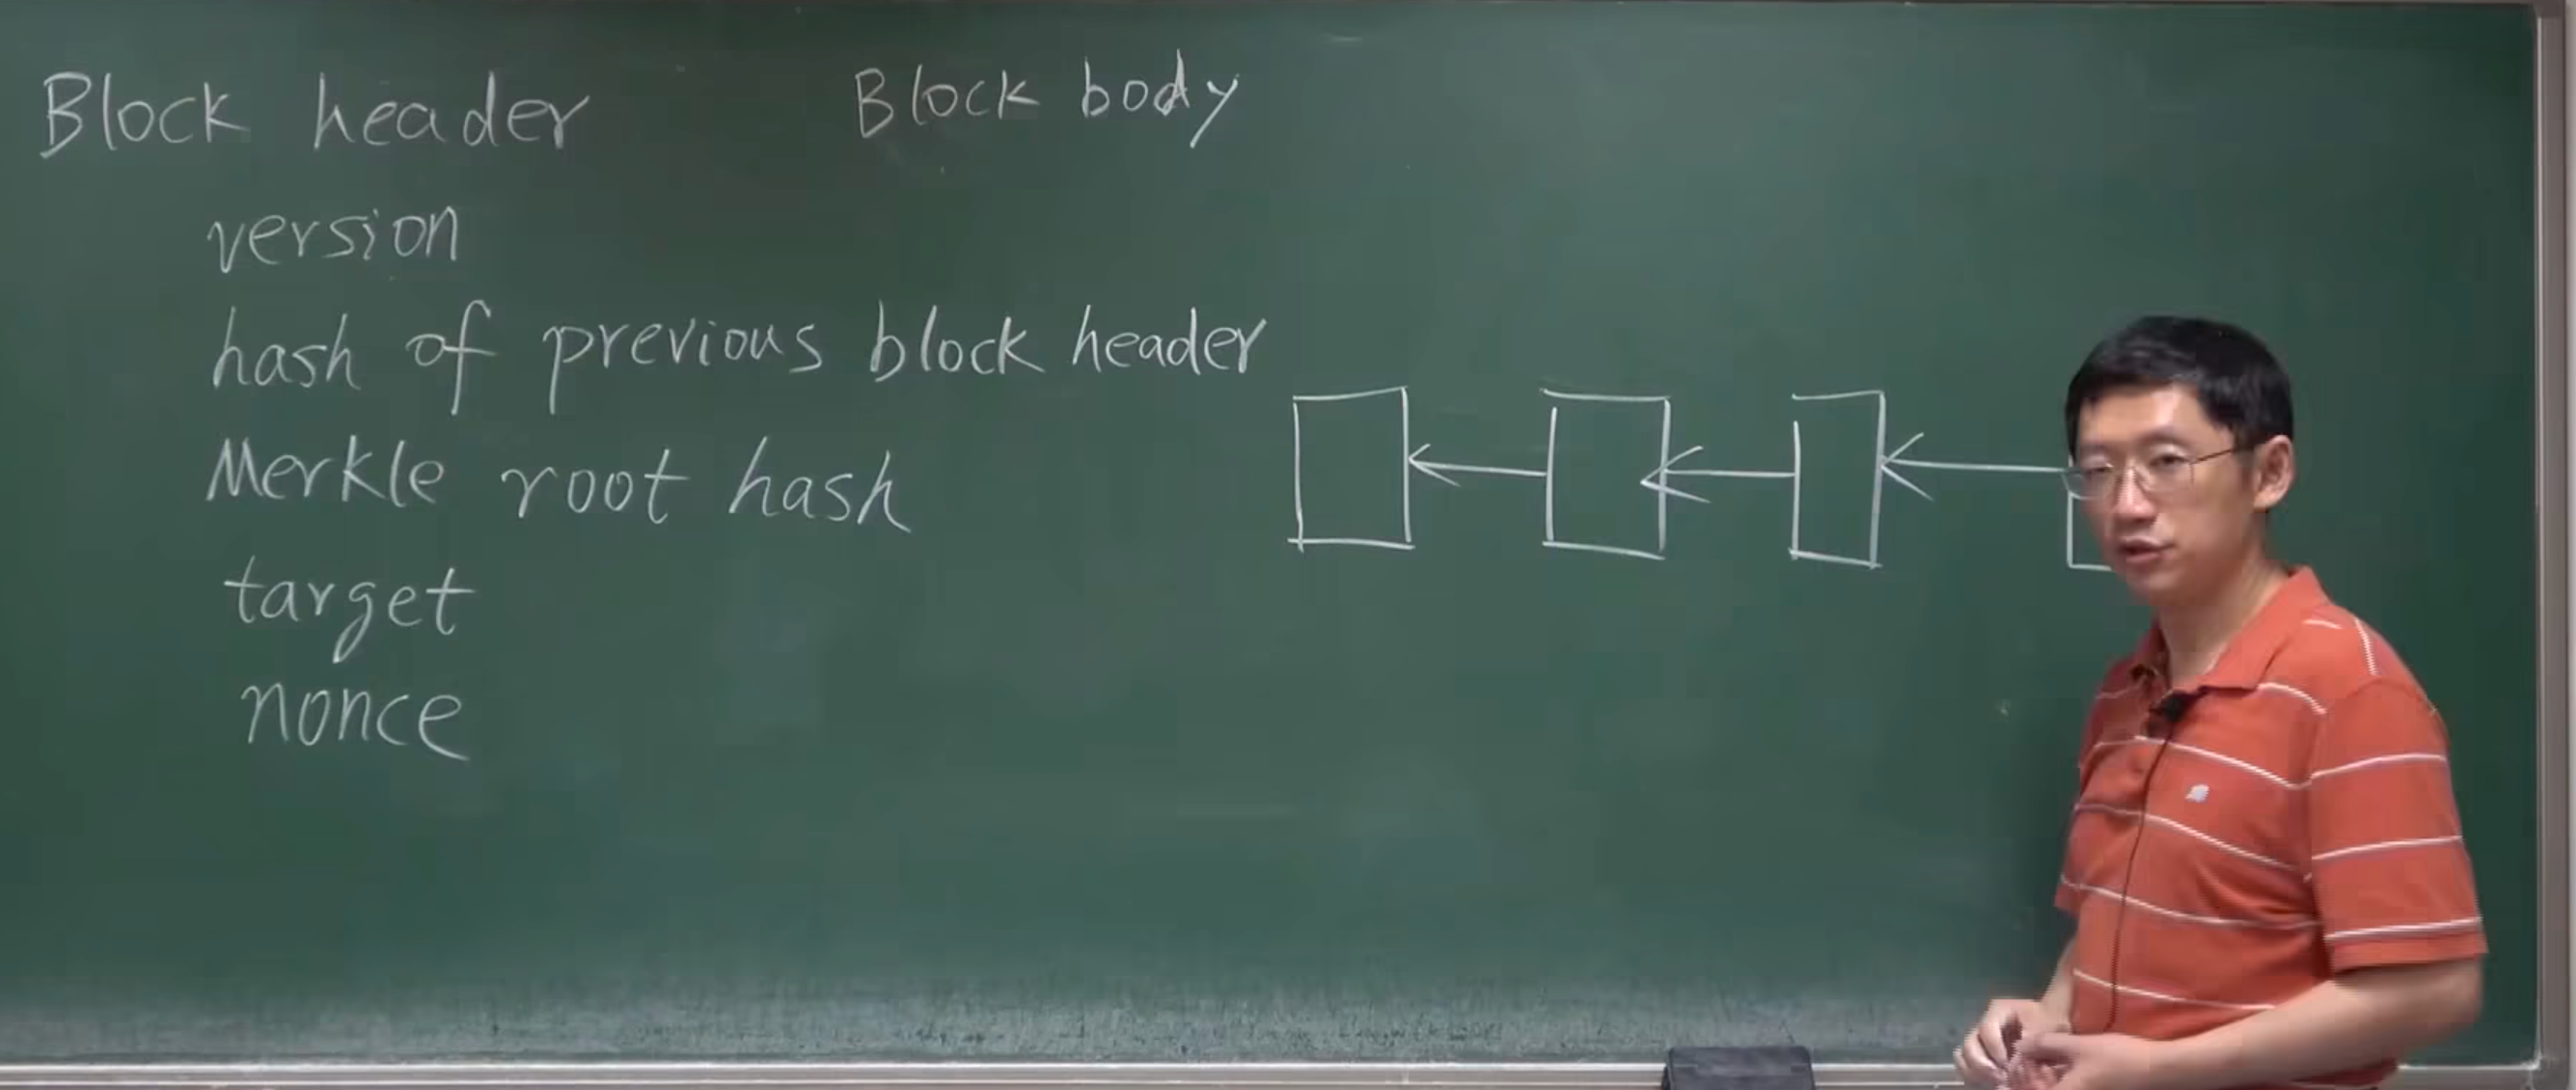 Block header Block body
version
hash of previous block header
Merkle root hash
target
nonce